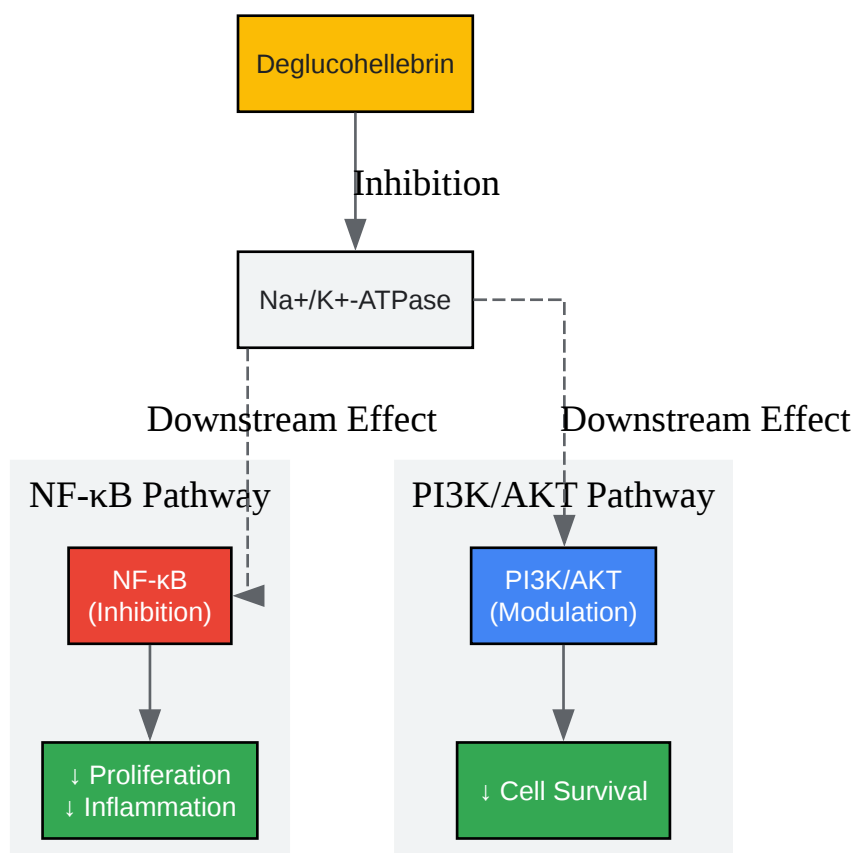 Deglucohellebrin
Inhibition
Na+/K+-ATPase
Downstream Effect
Downstream Effect
NF-κB Pathway
PI3K/AKT Pathway
NF-κB
(Inhibition)
PI3K/AKT
(Modulation)
↓ Proliferation
↓ Inflammation
↓ Cell Survival